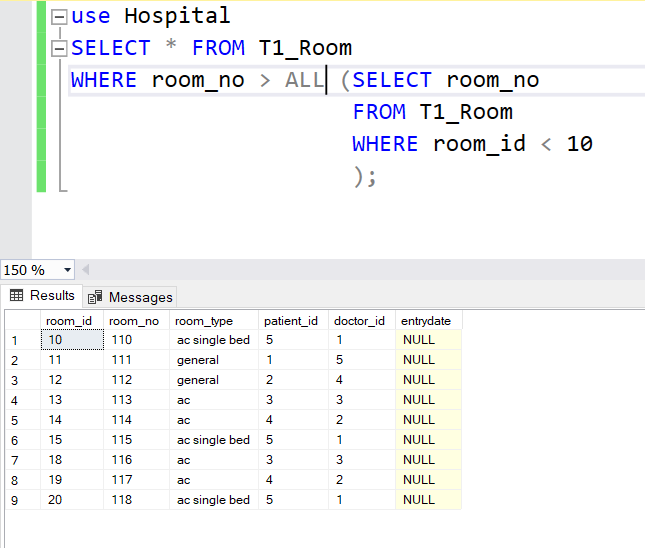 use Hospital
SELECT * FROM T1_Room
WHERE room_no > ALL (SELECT room_no
FROM T1_Room
WHERE room_id < 10
);
150 %
Results Messages
room_id room_no room_type patient_id doctor_id entrydate
1 10 110 ac single bed 5 1 NULL
2 11 111 general 1 5 NULL
3 12 112 general 2 4 NULL
4 13 113 ac 3 3 NULL
5 14 114 ac 4 2 NULL
6 15 115 ac single bed 5 1 NULL
7 18 116 ac 3 3 NULL
8 19 117 ac 4 2 NULL
9 20 118 ac single bed 5 1 NULL